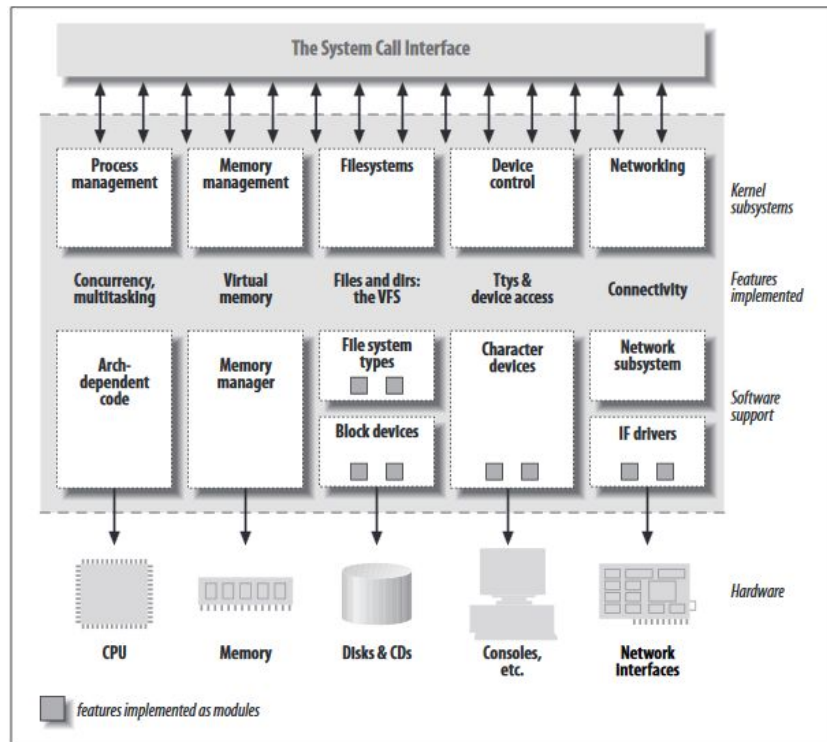 The System Call Interface
Process
management
Memory
management
Filesystems
Device
control
Networking
Kernel
subsystems
Concurrency,
multitasking
Virtual
memory
Files and dirs:
the VFS
Ttys &
device access
Connectivity
Features
implemented
Arch-
dependent
code
Memory
manager
File system
types
Block devices
Character
devices
Network
subsystem
IF drivers
Software
support
CPU
Memory
Disks & CDs
Consoles,
etc.
Network
Interfaces
Hardware
features implemented as modules